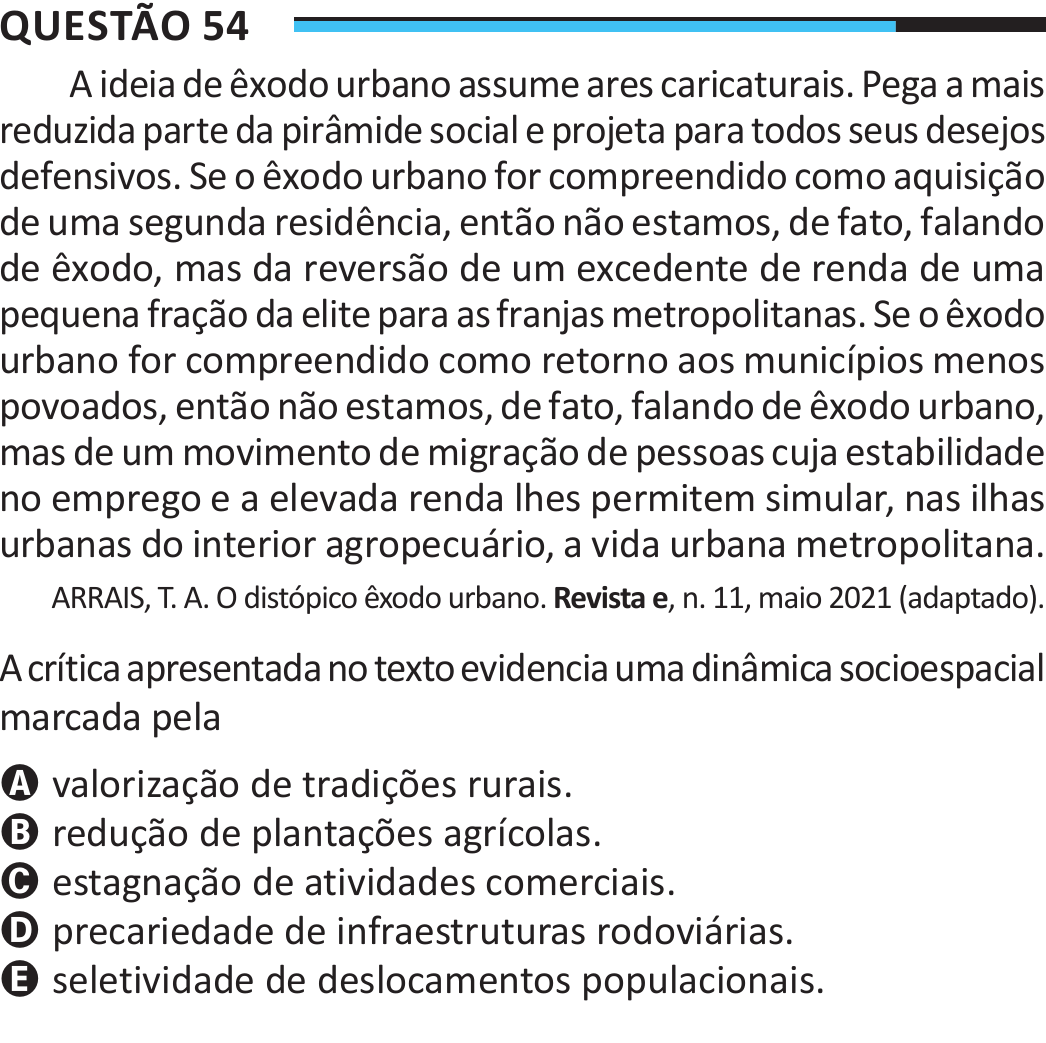 QUESTÃO 54
A ideia de êxodo urbano assume ares caricaturais. Pega a mais
reduzida parte da pirâmide social e projeta para todos seus desejos
defensivos. Se o êxodo urbano for compreendido como aquisição
de uma segunda residência, então não estamos, de fato, falando
de êxodo, mas da reversão de um excedente de renda de uma
pequena fração da elite para as franjas metropolitanas. Se o êxodo
urbano for compreendido como retorno aos municípios menos
povoados, então não estamos, de fato, falando de êxodo urbano,
mas de um movimento de migração de pessoas cuja estabilidade
no emprego e a elevada renda lhes permitem simular, nas ilhas
urbanas do interior agropecuário, a vida urbana metropolitana.
ARRAIS, T. A. O distópico êxodo urbano. Revista e, n. 11, maio 2021 (adaptado).
A crítica apresentada no texto evidencia uma dinâmica socioespacial
marcada pela
A valorização de tradições rurais.
B redução de plantações agrícolas.
C estagnação de atividades comerciais.
D precariedade de infraestruturas rodoviárias.
E seletividade de deslocamentos populacionais.